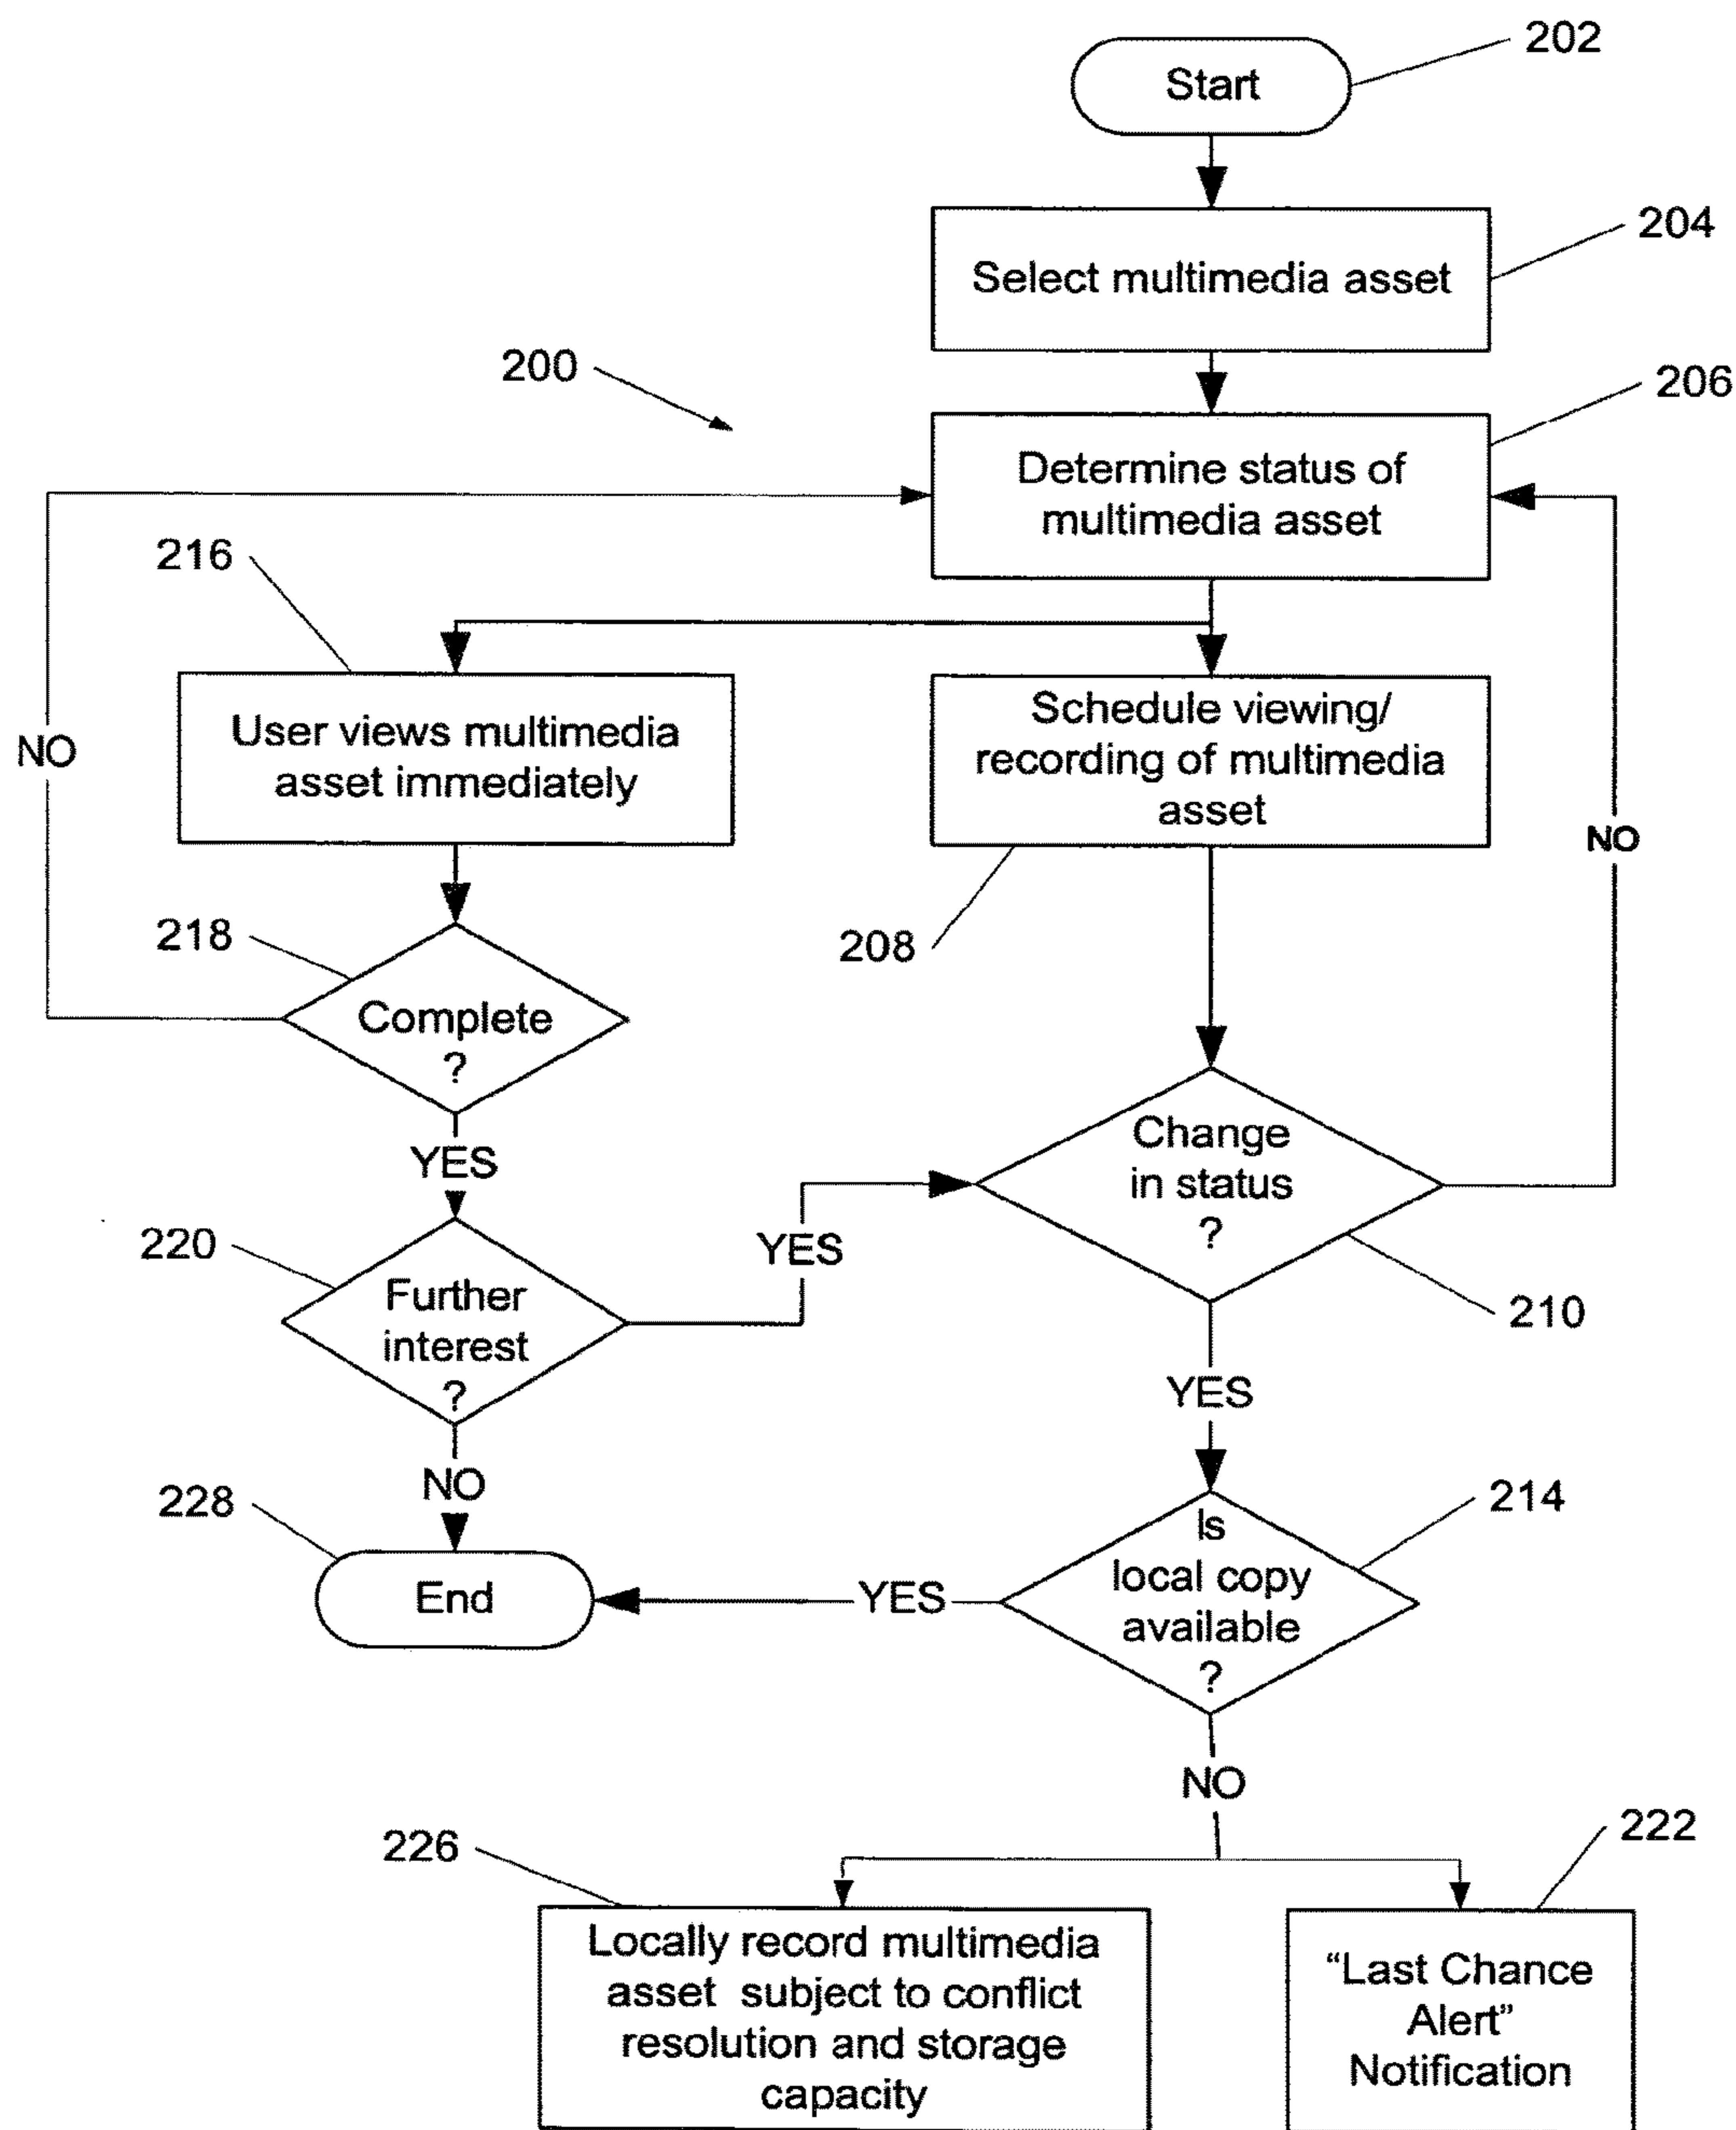 202
Start
204
Select multimedia asset
200
206
Determine status of
multimedia asset
216
User views multimedia
asset immediately
Schedule viewing/
recording of multimedia
asset
NO
NO
218
208
Complete
?
Change
in status
?
YES
220
YES
Further
interest
?
210
YES
NO
228
214
Is
local copy
available
?
End
YES
NO
226
222
Locally record multimedia
asset subject to conflict
resolution and storage
capacity
“Last Chance
Alert”
Notification